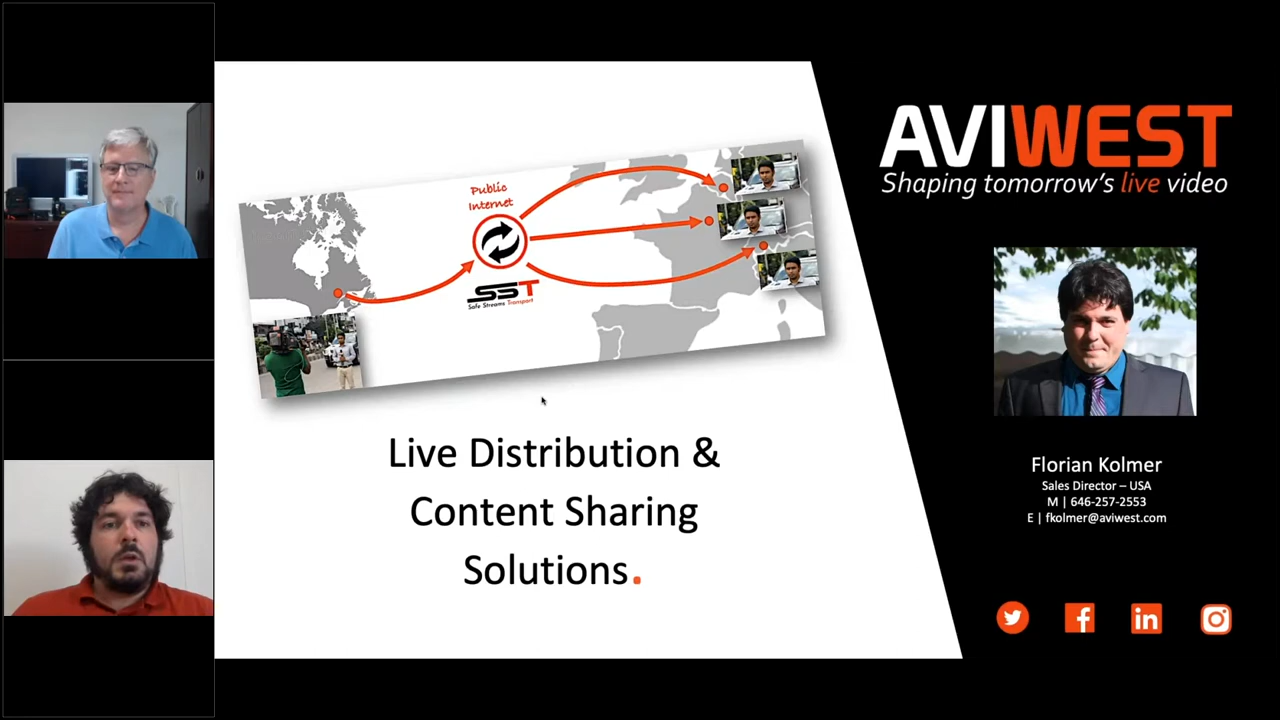 Public
Internet
SST
Safe Streams Transport
Live Distribution &
Content Sharing
Solutions.
AVIWEST
Shaping tomorrow's live video
Florian Kolmer
Sales Director – USA
M | 646-257-2553
E | fkolmer@aviwest.com